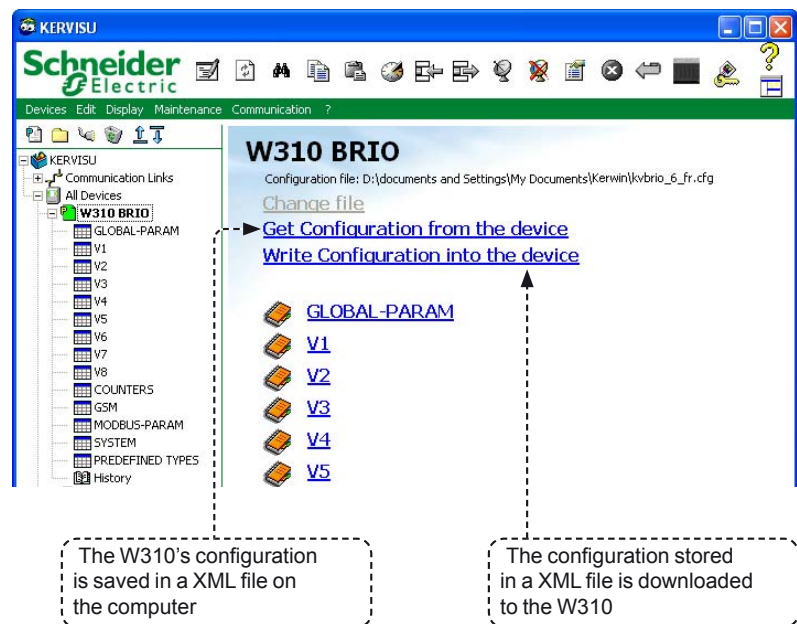 KERVISU
Schneider
Electric
Devices Edit Display Maintenance Communication ?
KERVISU
Communication Links
All Devices
W310 BRIO
GLOBAL-PARAM
V1
V2
V3
V4
V5
V6
V7
V8
COUNTERS
GSM
MODBUS-PARAM
SYSTEM
PREDEFINED TYPES
History
W310 BRIO
Configuration file: D:\documents and Settings\My Documents\Kerwin\kvbrio_6_fr.cfg
Change file
Get Configuration from the device
Write Configuration into the device
GLOBAL-PARAM
V1
V2
V3
V4
V5
The W310's configuration
is saved in a XML file on
the computer
The configuration stored
in a XML file is downloaded
to the W310